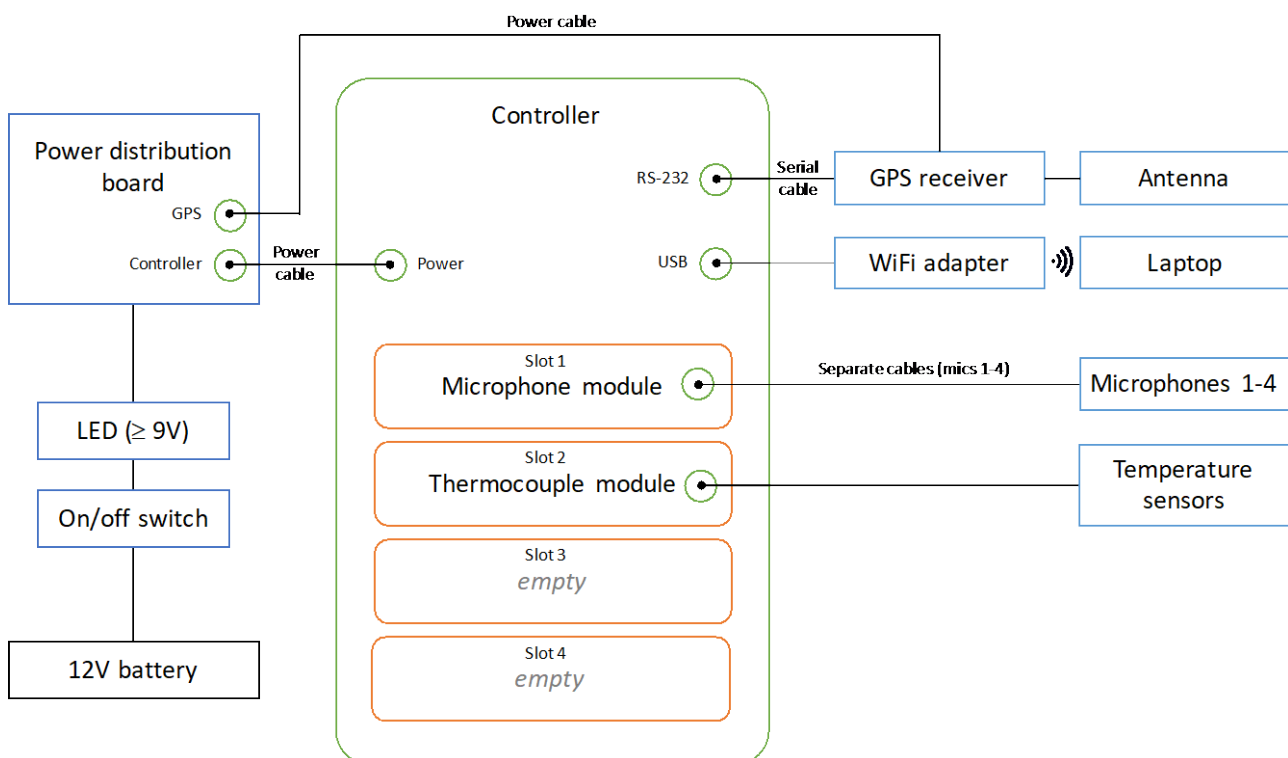 Power cable
Controller
Power distribution
board
GPS
Controller
Power
cable
Power
RS-232
Serial
cable
GPS receiver
Antenna
USB
WiFi adapter
Laptop
Slot 1
Microphone module
Separate cables (mics 1-4)
Microphones 1-4
Slot 2
Thermocouple module
Temperature
sensors
Slot 3
empty
Slot 4
empty
LED (≥ 9V)
On/off switch
12V battery